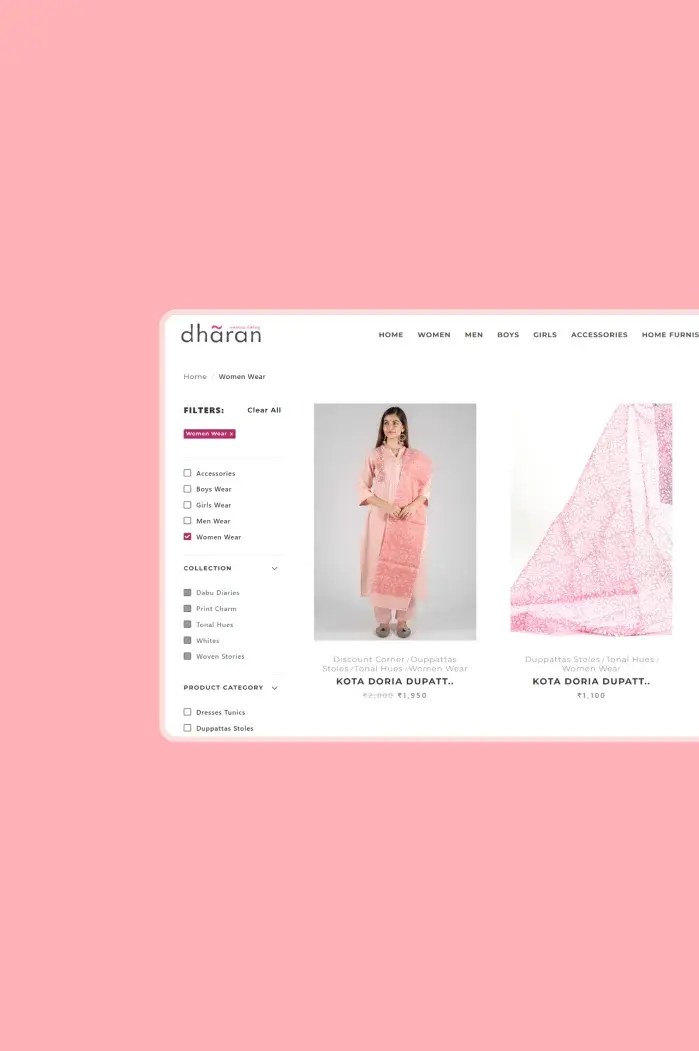 dhãran
HOME WOMEN MEN BOYS GIRLS ACCESSORIES HOME FURNIS
Home / Women Wear
FILTERS: Clear All
Women Wear x
Accessories
Boys Wear
Girls Wear
Men Wear
Women Wear
COLLECTION
Dabu Diaries
Print Charm
Tonal Hues
Whites
Woven Stories
PRODUCT CATEGORY
Dresses Tunics
Duppattas Stoles
Discount Corner / Duppattas
Stoles / Tonal Hues / Women Wear
KOTA DORIA DUPATT..
₹2,000 ₹1,950
Duppattas Stoles / Tonal Hues /
Women Wear
KOTA DORIA DUPATT..
₹1,100